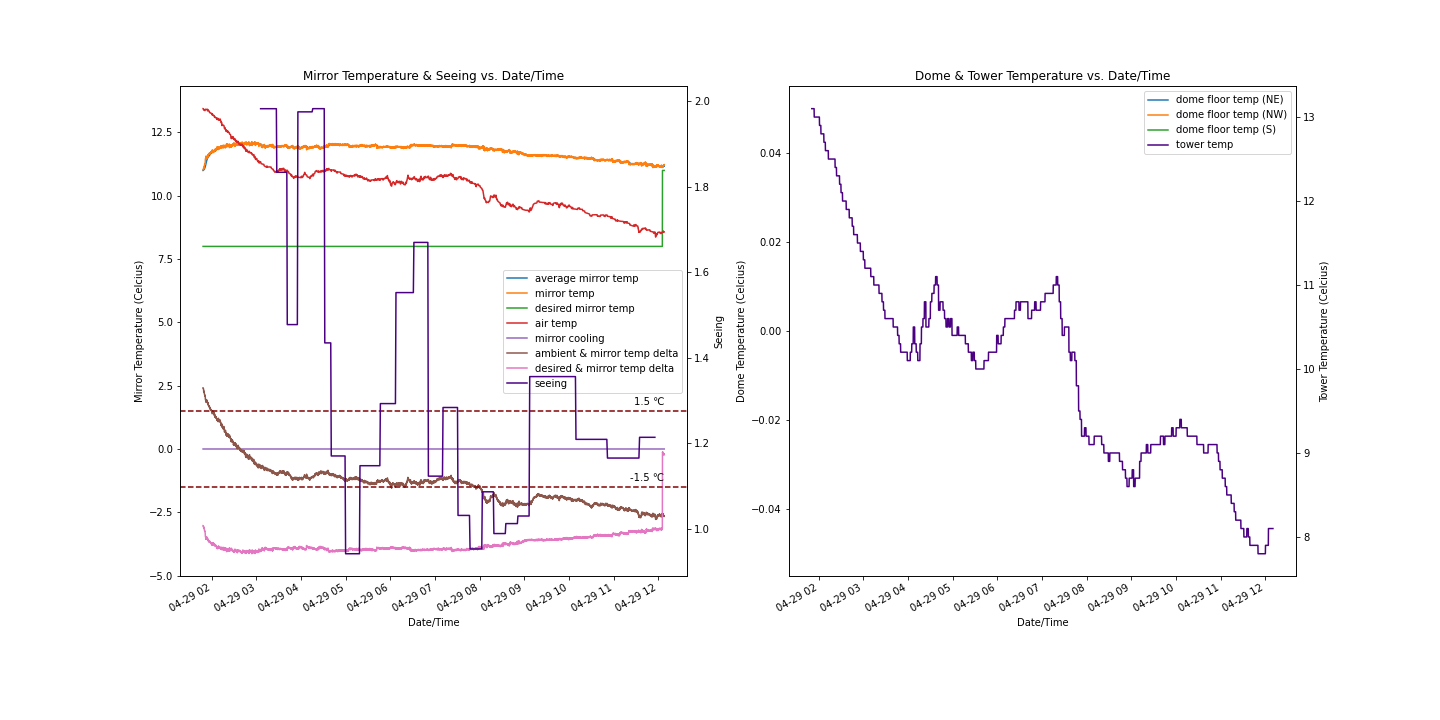 Mirror Temperature & Seeing vs. Date/Time
12.5
10.0
7.5
5.0
2.5
0.0
−2.5
−5.0
Mirror Temperature (Celcius)
2.0
1.8
1.6
1.4
1.2
1.0
Seeing
average mirror temp
mirror temp
desired mirror temp
air temp
mirror cooling
ambient & mirror temp delta
desired & mirror temp delta
seeing
1.5 °C
-1.5 °C
04-29 02
04-29 03
04-29 04
04-29 05
04-29 06
04-29 07
04-29 08
04-29 09
04-29 10
04-29 11
04-29 12
Date/Time
Dome & Tower Temperature vs. Date/Time
0.04
0.02
0.00
−0.02
−0.04
Dome Temperature (Celcius)
13
12
11
10
9
8
Tower Temperature (Celcius)
dome floor temp (NE)
dome floor temp (NW)
dome floor temp (S)
tower temp
04-29 02
04-29 03
04-29 04
04-29 05
04-29 06
04-29 07
04-29 08
04-29 09
04-29 10
04-29 11
04-29 12
Date/Time